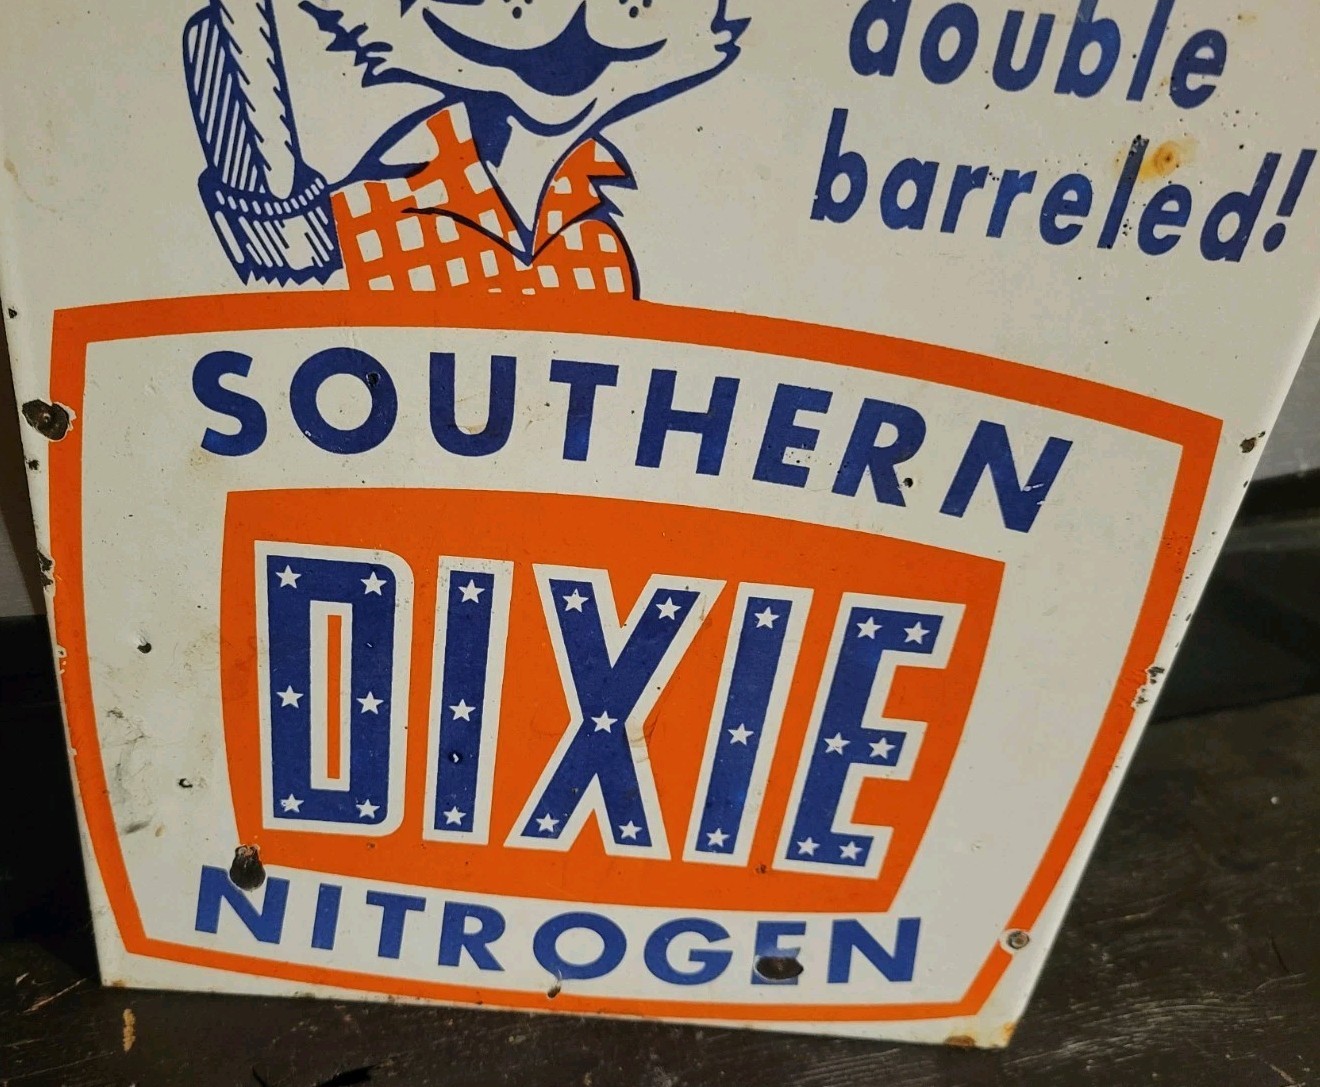 double
barreled!
SOUTHERN
DIXIE
NITROGEN